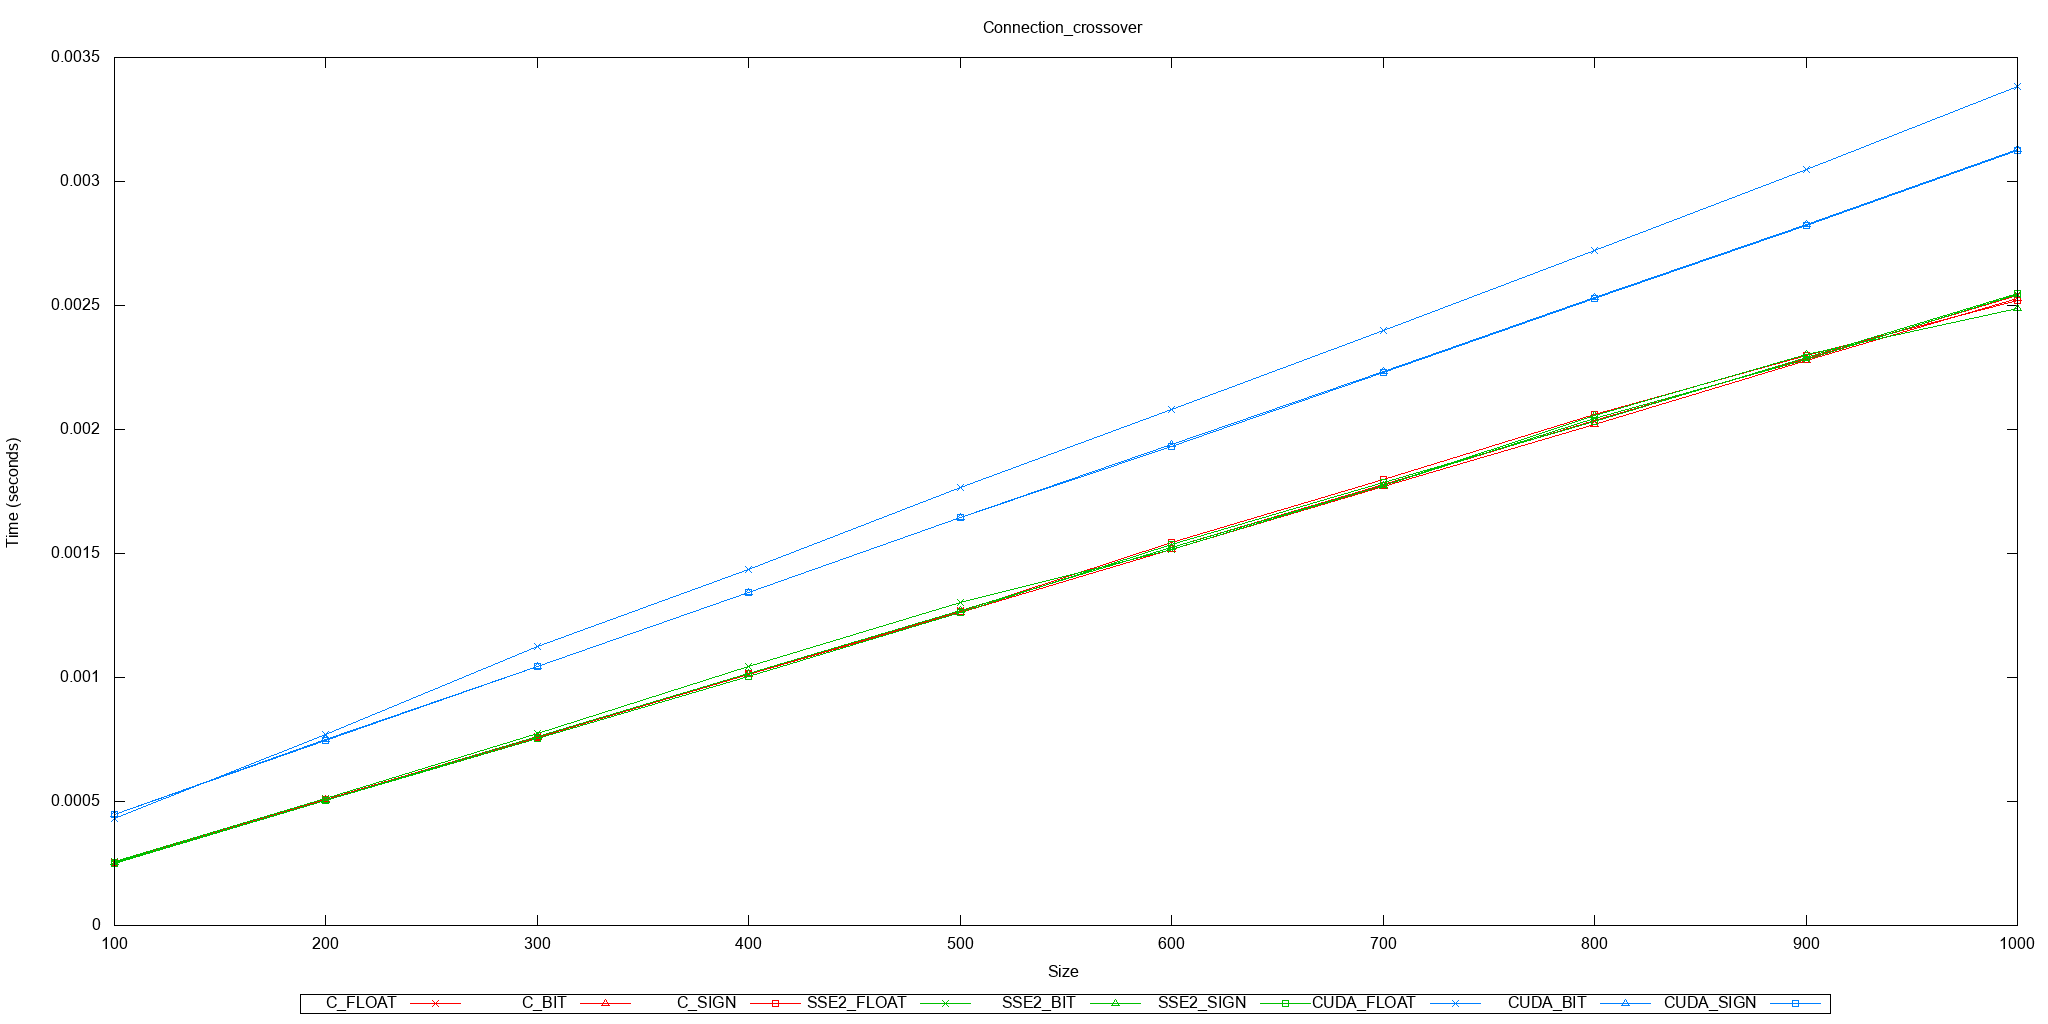 Connection_crossover
0.0035
0.003
0.0025
0.002
0.0015
0.001
0.0005
0
Time (seconds)
100 200 300 400 500 600 700 800 900 1000
Size
C_FLOAT C_BIT C_SIGN SSE2_FLOAT SSE2_BIT SSE2_SIGN CUDA_FLOAT CUDA_BIT CUDA_SIGN